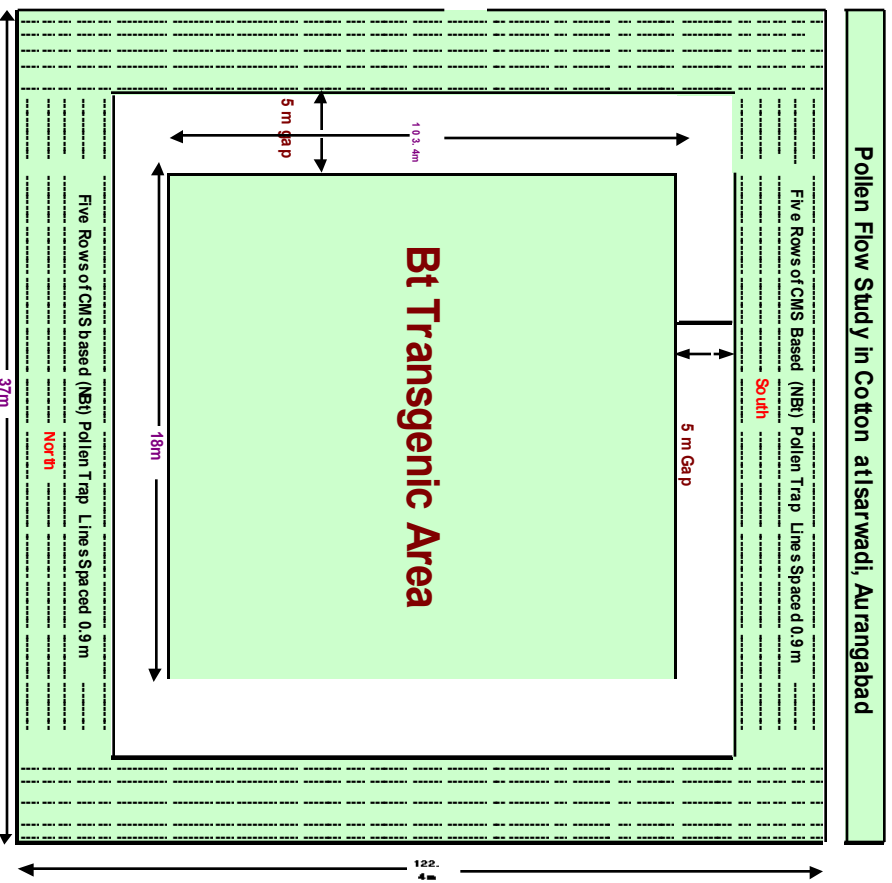 Pollen Flow Study in Cotton at Isarwadi, Aurangabad
Five Rows of CMS Based (NBt) Pollen Trap Lines Spaced 0.9 m
South
5 m Gap
5 m gap
103.4m
Bt Transgenic Area
18m
Five Rows of CMS based (NBt) Pollen Trap Lines Spaced 0.9 m
North
37m
122.
4m